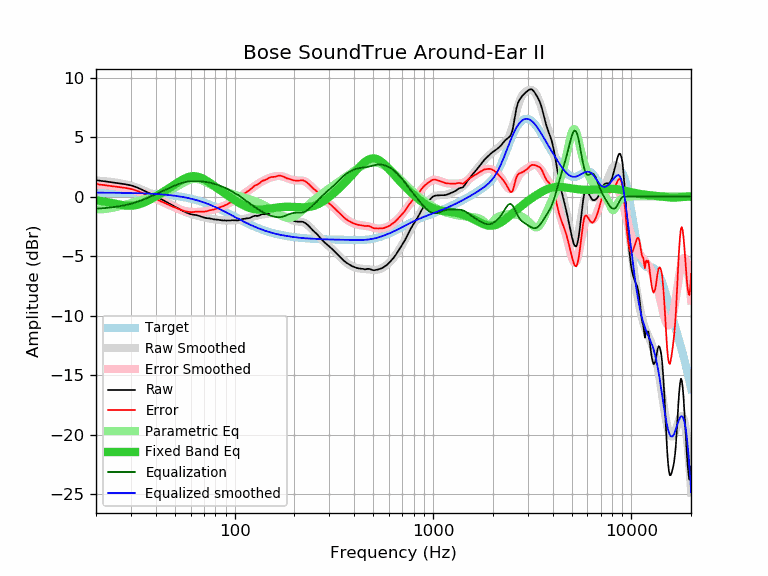 Bose SoundTrue Around-Ear II
Amplitude (dBr)
10
5
0
−5
−10
−15
−20
−25
Target
Raw Smoothed
Error Smoothed
Raw
Error
Parametric Eq
Fixed Band Eq
Equalization
Equalized smoothed
100
1000
10000
Frequency (Hz)